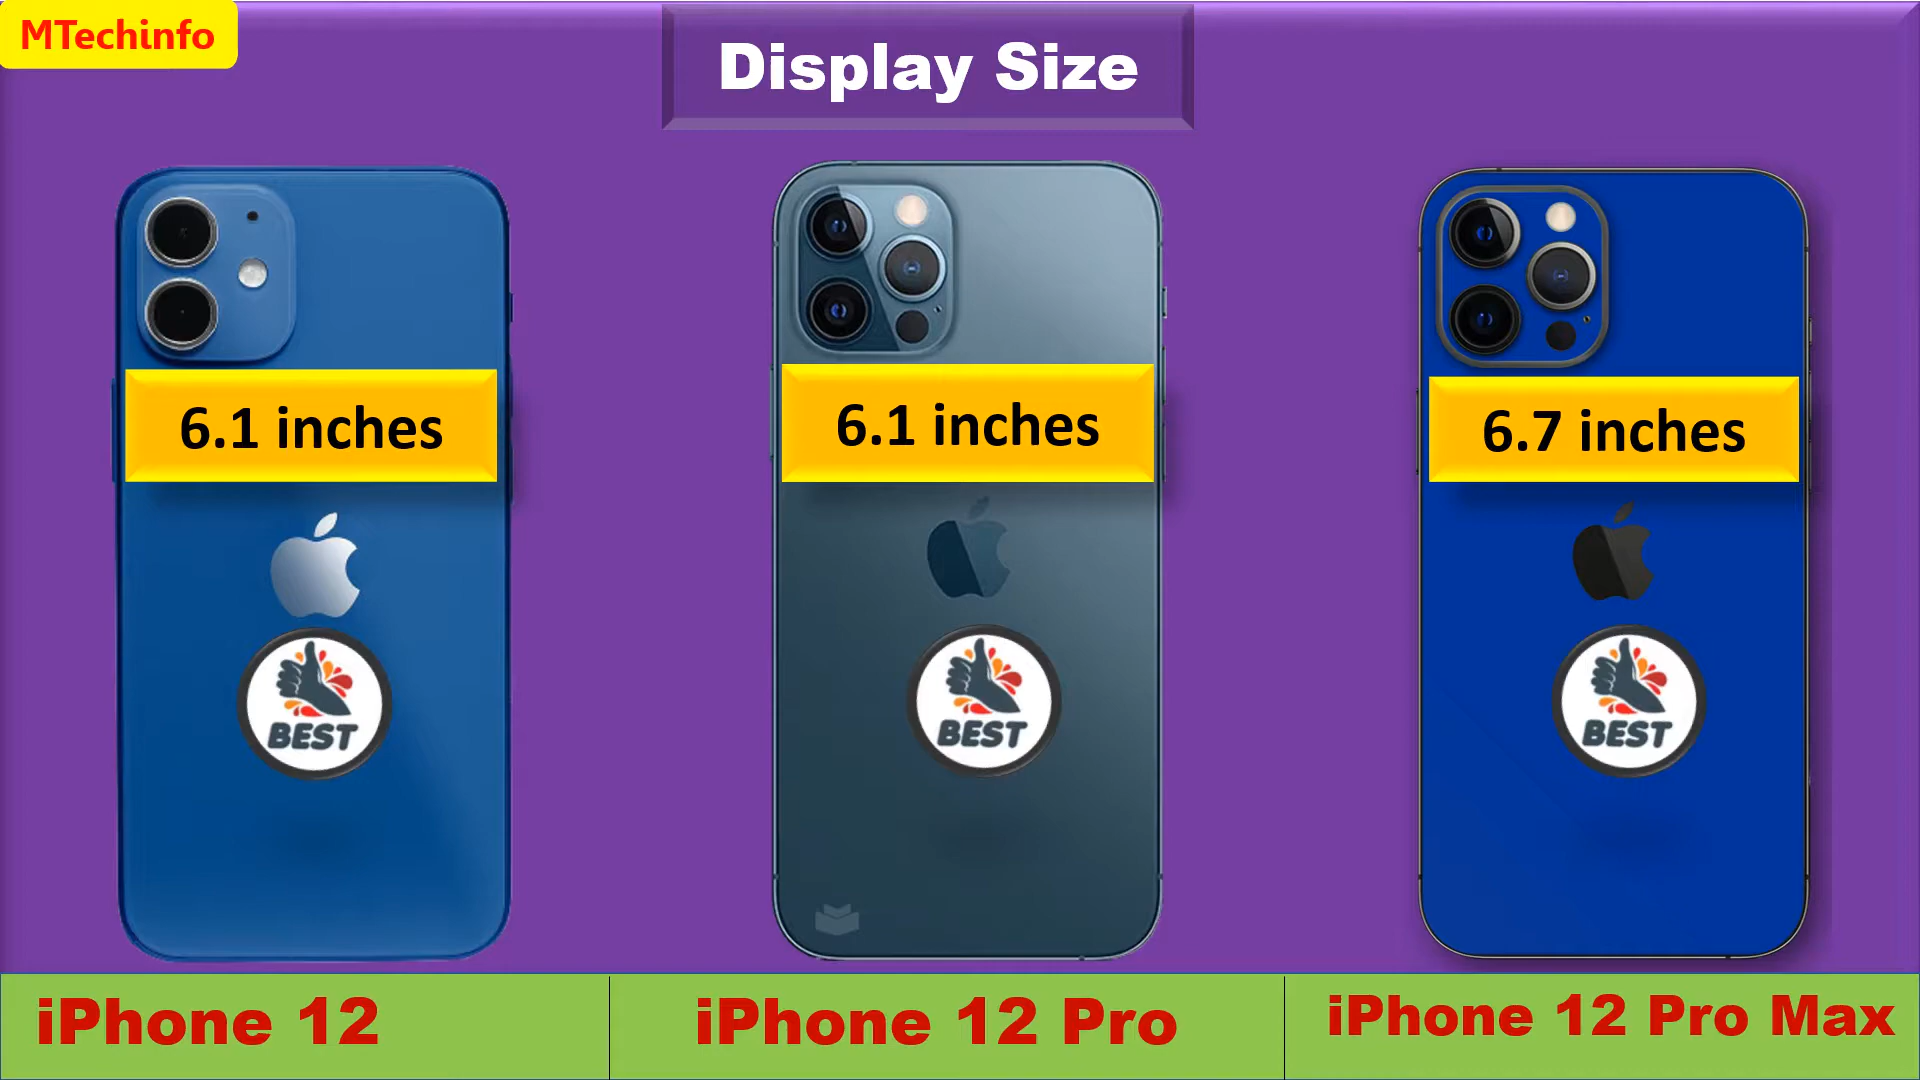 MTechinfo
Display Size
6.1 inches
6.1 inches
6.7 inches
BEST
BEST
BEST
iPhone 12
iPhone 12 Pro
iPhone 12 Pro Max